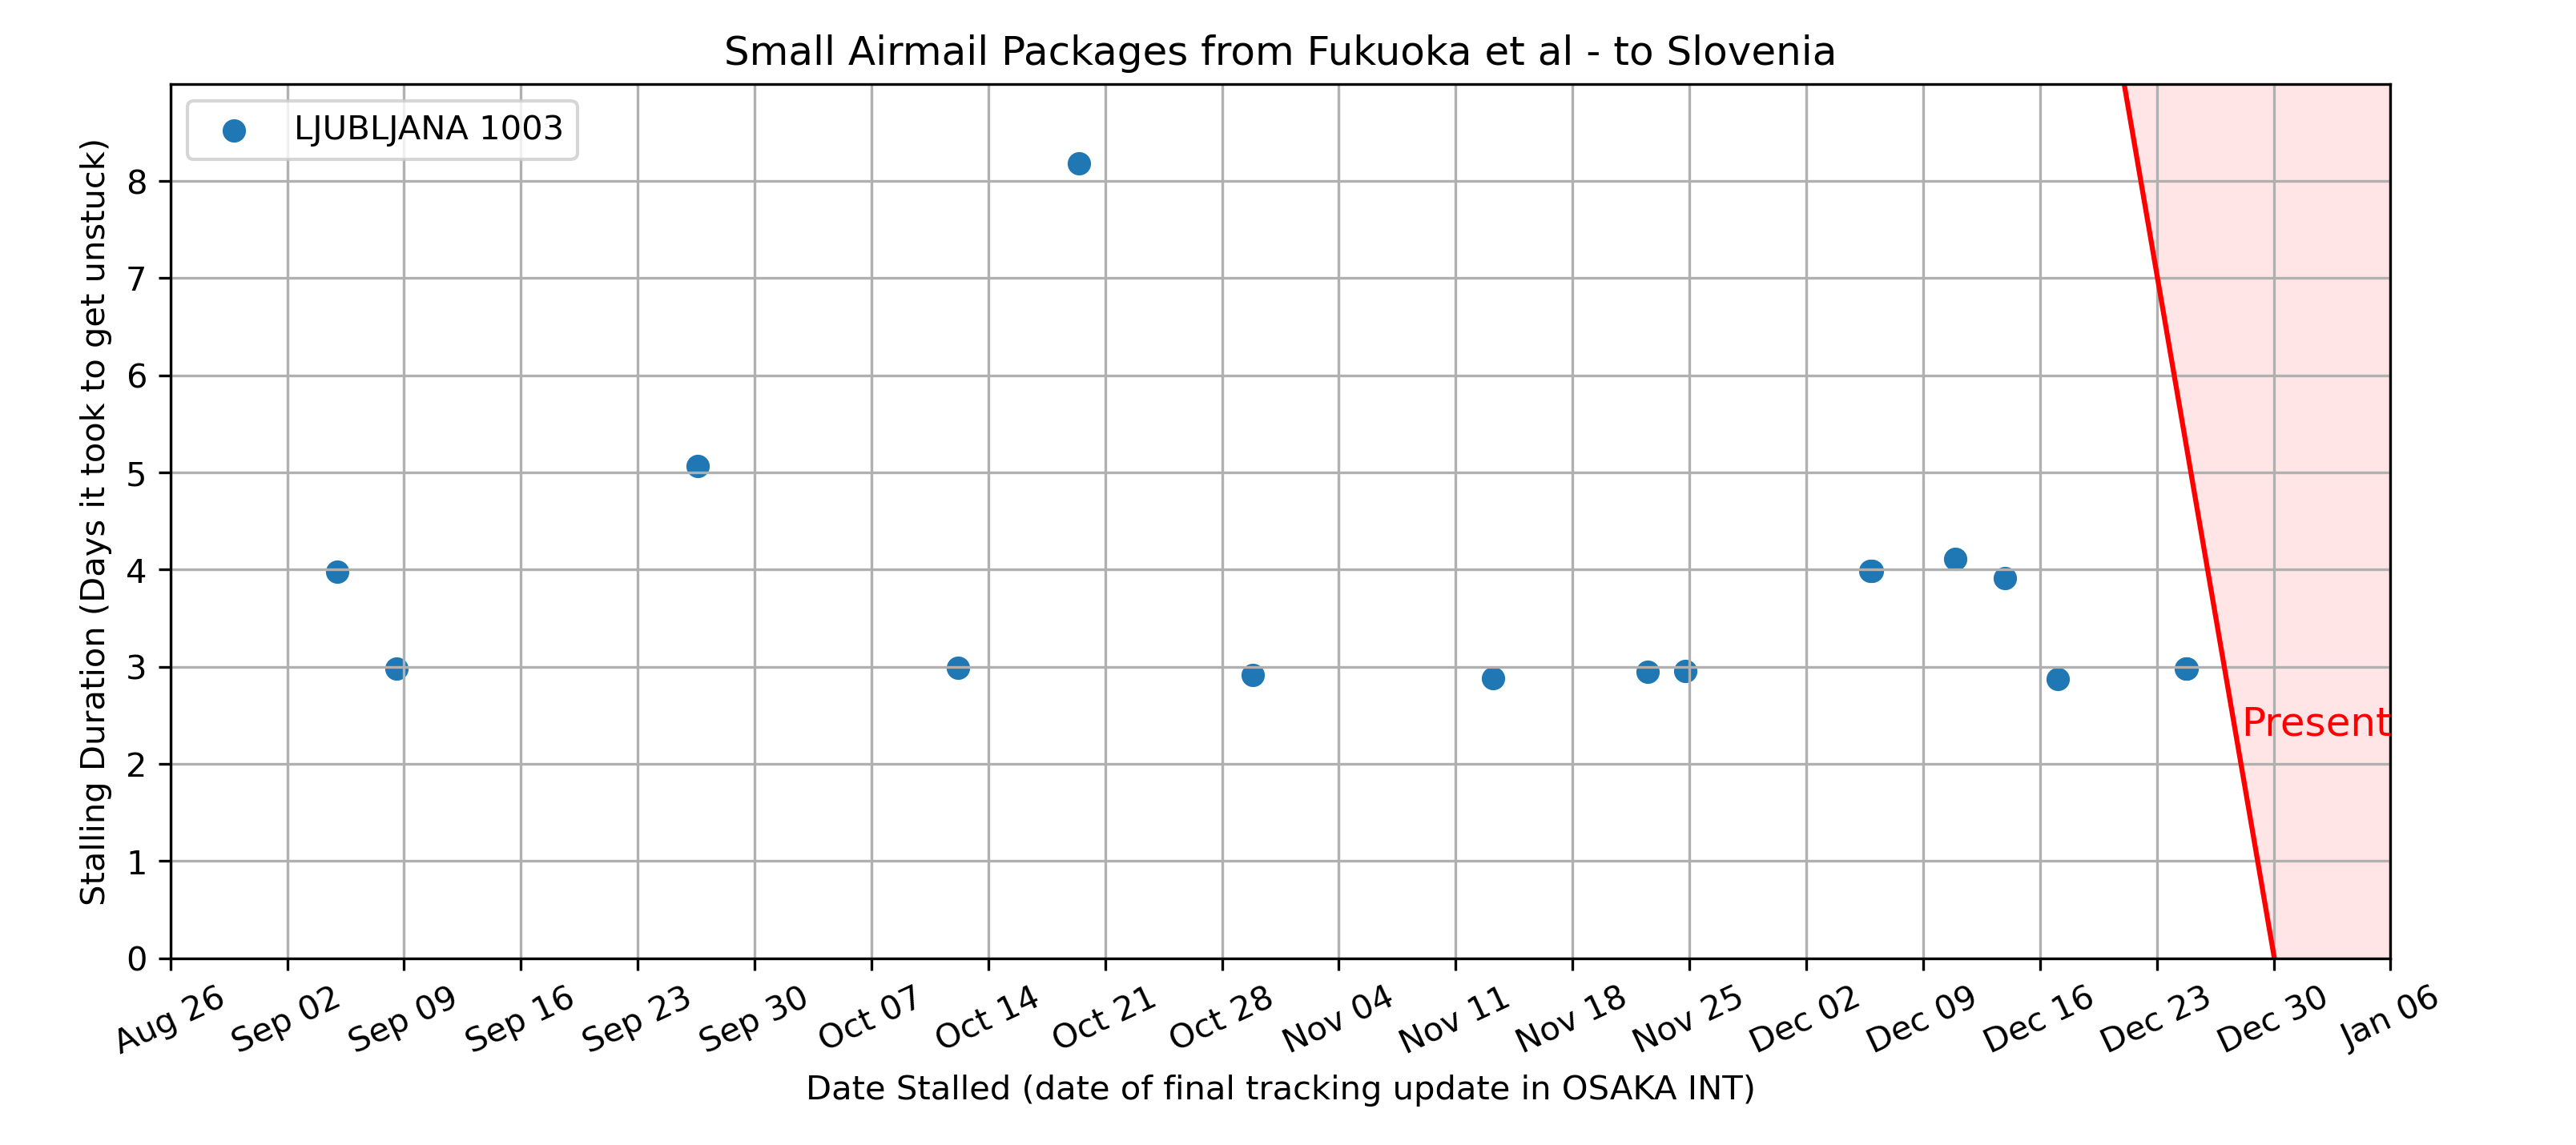 Small Airmail Packages from Fukuoka et al - to Slovenia
LJUBLJANA 1003
Stalling Duration (Days it took to get unstuck)
8
7
6
5
4
3
2
1
0
Present
Aug 26
Sep 02
Sep 09
Sep 16
Sep 23
Sep 30
Oct 07
Oct 14
Oct 21
Oct 28
Nov 04
Nov 11
Nov 18
Nov 25
Dec 02
Dec 09
Dec 16
Dec 23
Dec 30
Jan 06
Date Stalled (date of final tracking update in OSAKA INT)